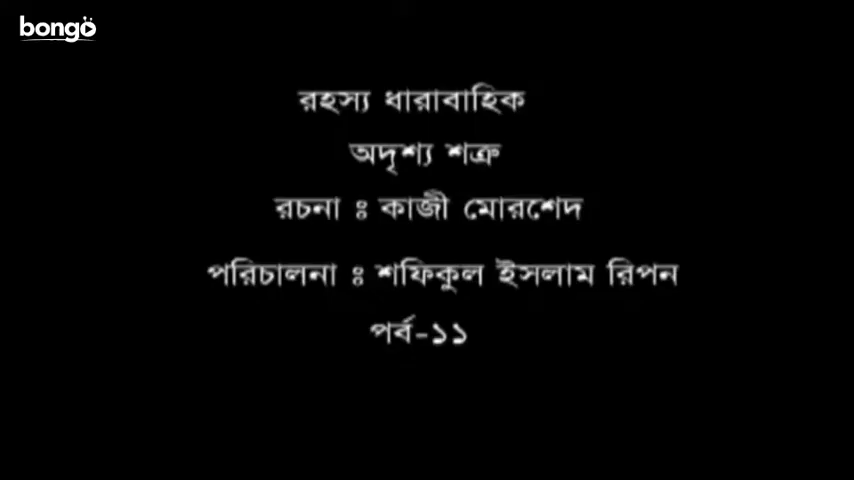 bongo
রহস্য ধারাবাহিক
অদৃশ্য শত্রু
রচনা ঃ কাজী মোরশেদ
পরিচালনা ঃ শফিকুল ইসলাম রিপন
পর্ব-১১